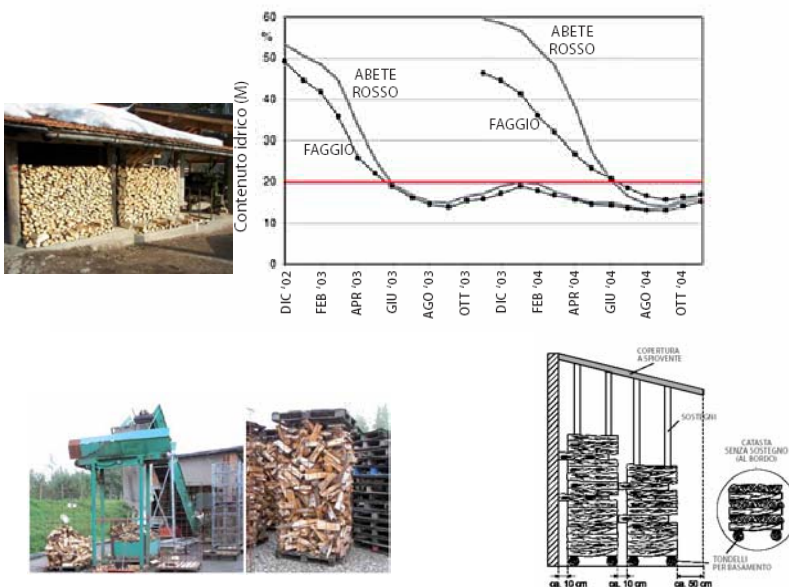 60
%
50
40
30
20
10
0
Contenuto idrico (M)
ABETE
ROSSO
FAGGIO
ABETE
ROSSO
FAGGIO
DIC ‘02
FEB ‘03
APR ‘03
GIU ‘03
AGO ‘03
OTT ‘03
DIC ‘03
FEB ‘04
APR ‘04
GIU ‘04
AGO ‘04
OTT ‘04
COPERTURA
A SPIOVENTE
SOSTEGNI
CATASTA
SENZA SOSTEGNO
(AL BORDO)
TONDELLI
PER BASAMENTO
ca. 10 cm
ca. 10 cm
ca. 50 cm